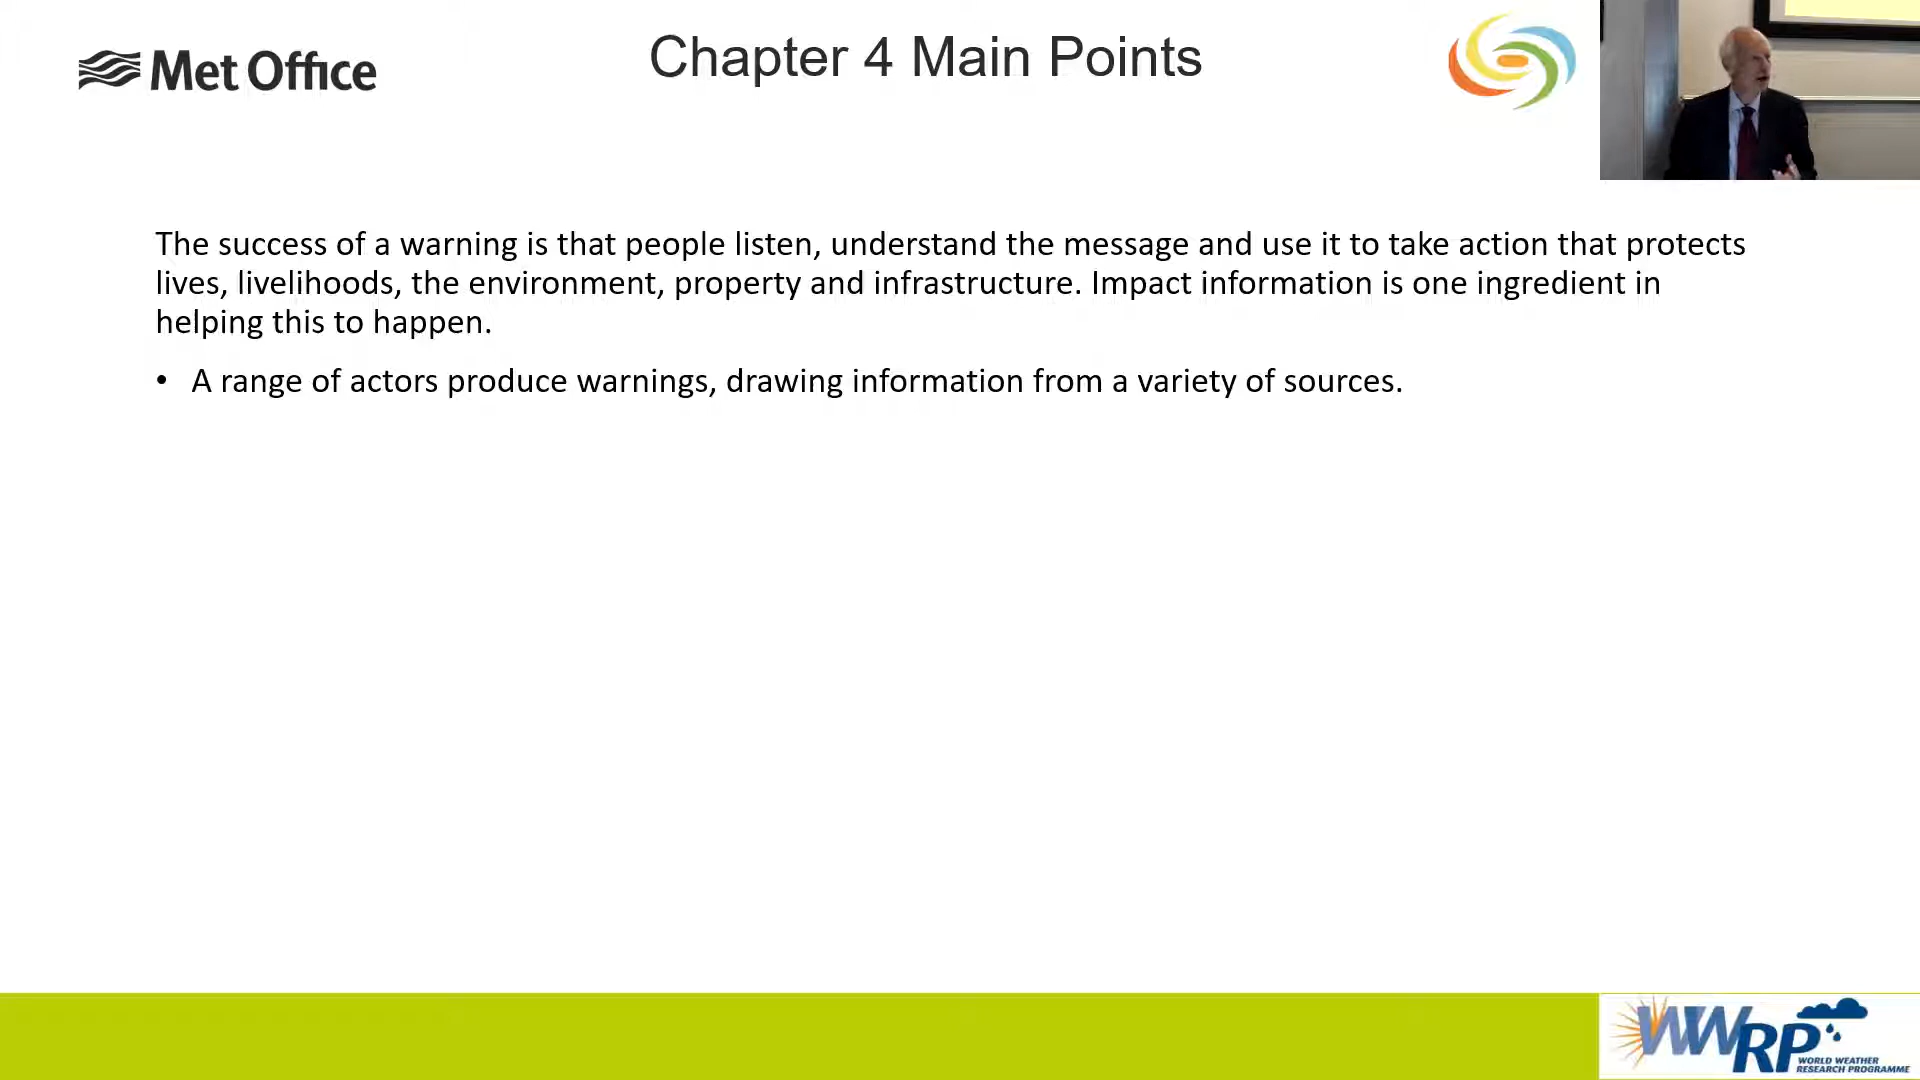 Met Office
Chapter 4 Main Points
The success of a warning is that people listen, understand the message and use it to take action that protects
lives, livelihoods, the environment, property and infrastructure. Impact information is one ingredient in
helping this to happen.
• A range of actors produce warnings, drawing information from a variety of sources.
WWRP
WORLD WEATHER
RESEARCH PROGRAMME